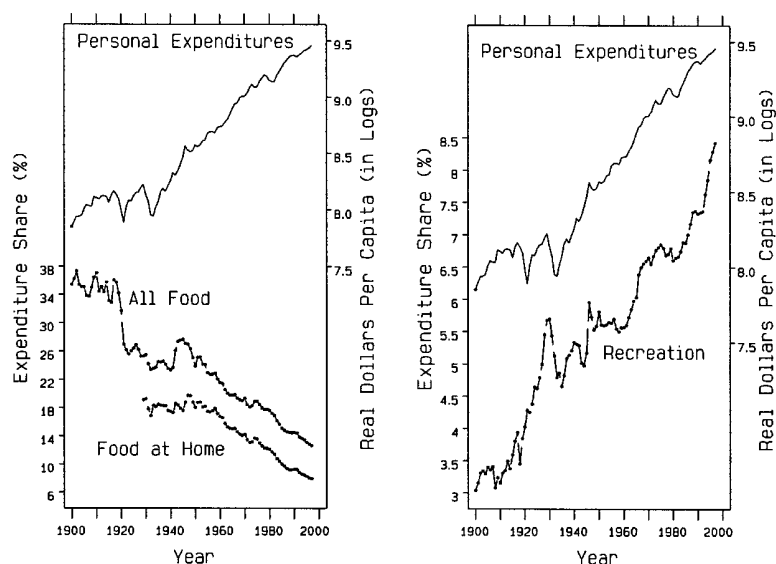 Personal Expenditures
9.5
9.0
8.5
8.0
7.5
Real Dollars Per Capita (in Logs)
Expenditure Share (%)
38
34
30
26
22
18
14
10
6
All Food
Food at Home
1900 1920 1940 1960 1980 2000
Year
Personal Expenditures
9.5
9.0
8.5
8.0
7.5
Real Dollars Per Capita (in Logs)
Expenditure Share (%)
8.5
8
7.5
7
6.5
6
5.5
5
4.5
4
3.5
3
Recreation
1900 1920 1940 1960 1980 2000
Year